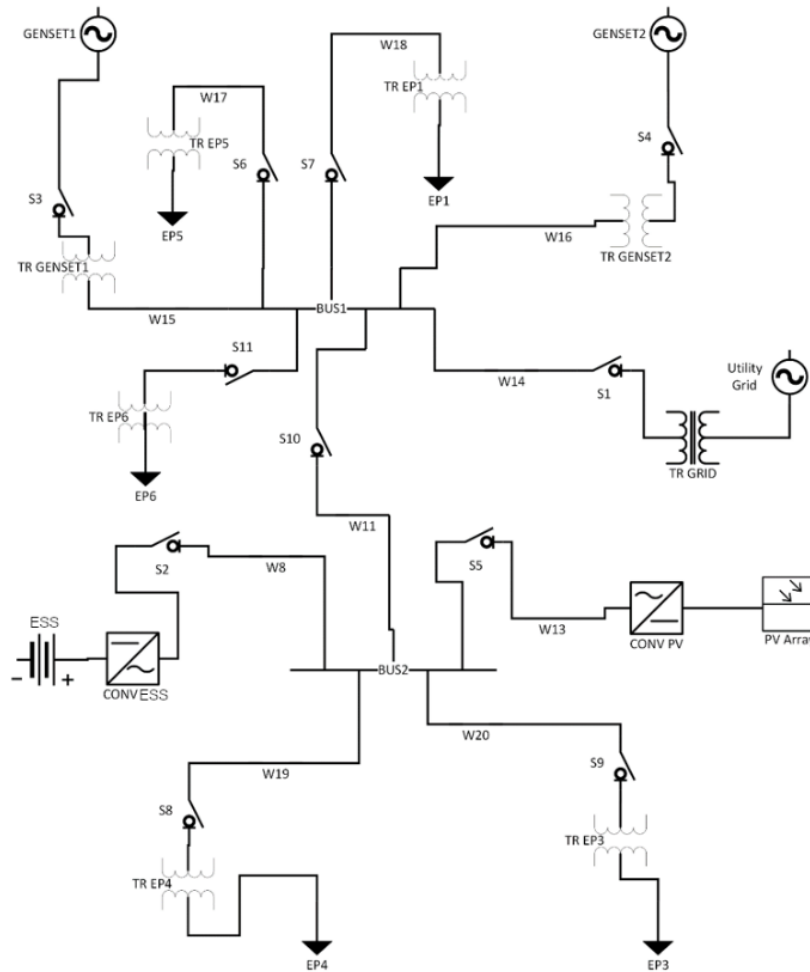 GENSET1
W18
GENSET2
W17
TR EP1
TR EP5
S6
S7
S4
S3
EP1
EP5
W16
TR GENSET1
TR GENSET2
BUS1
W15
S11
W14
S1
Utility
Grid
TR EP6
S10
TR GRID
EP6
W11
S2
W8
S5
ESS
W13
- +
CONV ESS
CONV PV
PV Array
BUS2
W20
W19
S9
S8
TR EP3
TR EP4
EP4
EP3